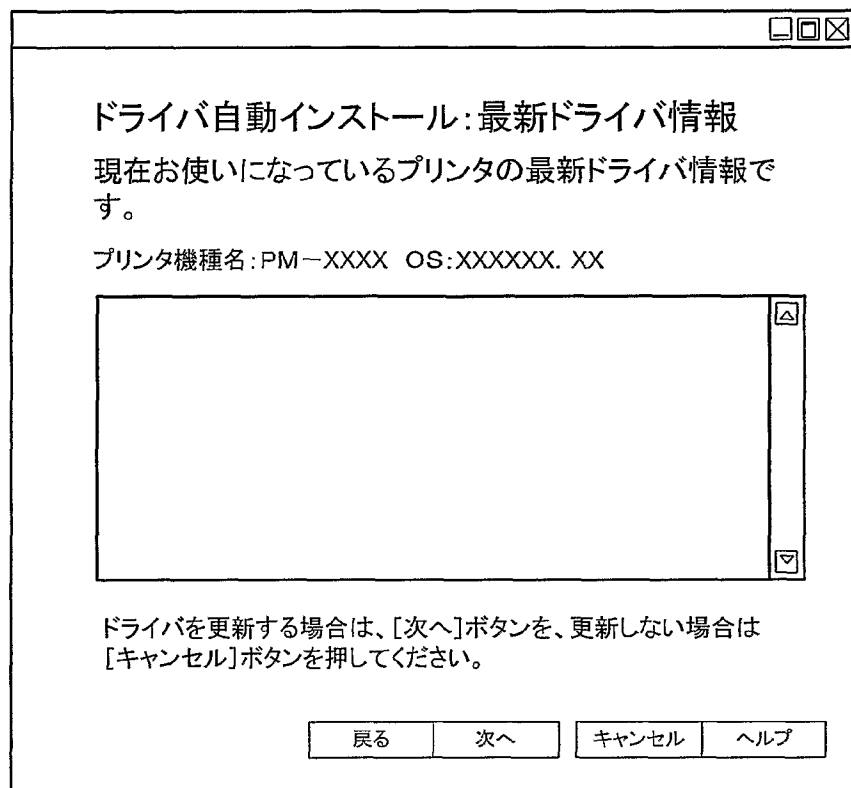 ドライバ自動インストール:最新ドライバ情報
現在お使いになっているプリンタの最新ドライバ情報で
す。
プリンタ機種名:PM－XXXX OS:XXXXXX. XX
ドライバを更新する場合は、[次へ]ボタンを、更新しない場合は
[キャンセル]ボタンを押してください。
戻る 次へ キャンセル ヘルプ